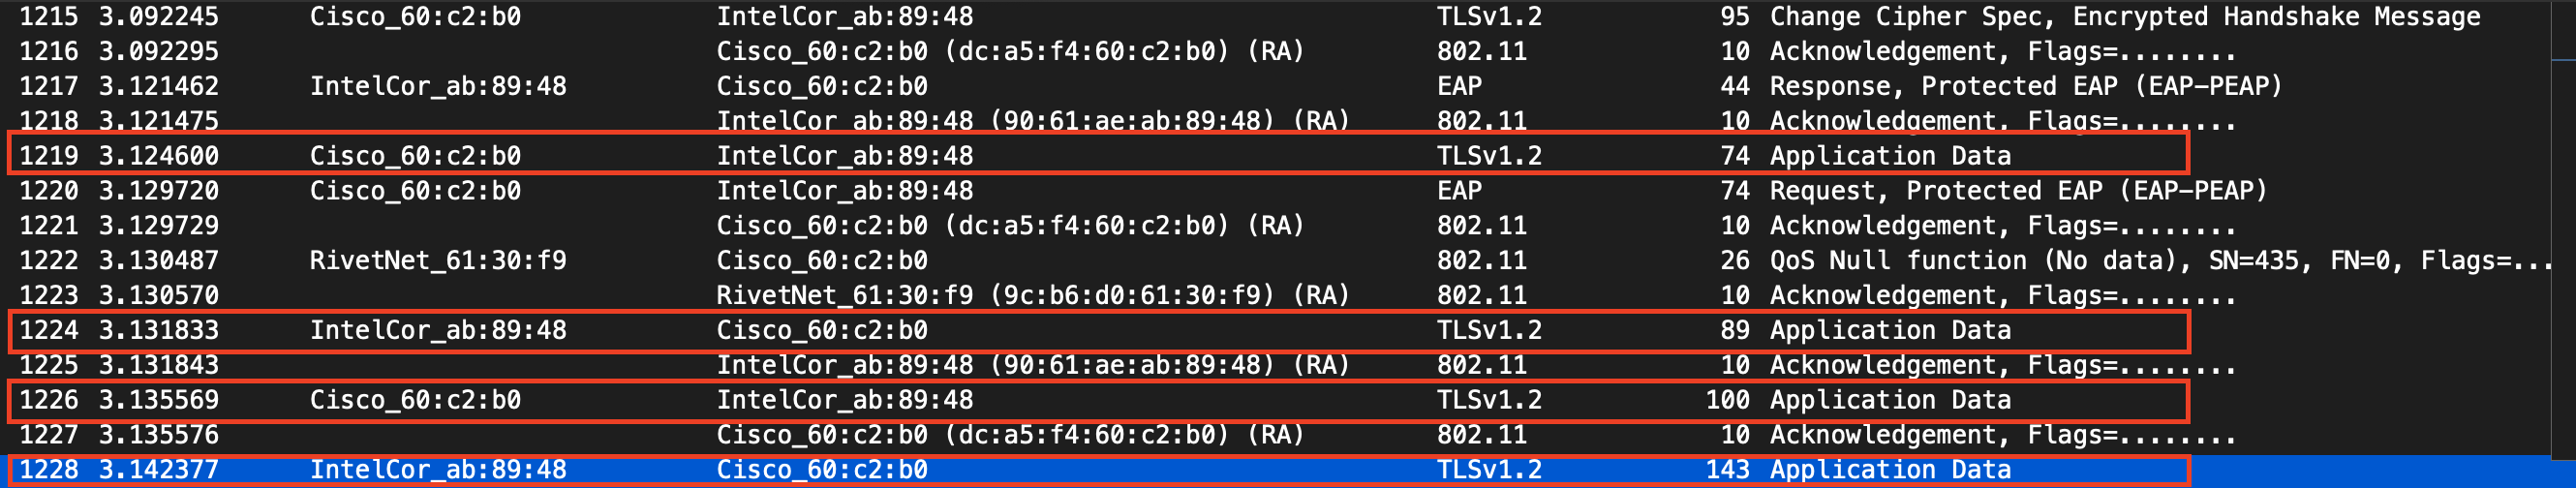 1215 3.092245 Cisco_60:c2:b0 IntelCor_ab:89:48 TLSv1.2 95 Change Cipher Spec, Encrypted Handshake Message
1216 3.092295 Cisco_60:c2:b0 (dc:a5:f4:60:c2:b0) (RA) 802.11 10 Acknowledgement, Flags=........
1217 3.121462 IntelCor_ab:89:48 Cisco_60:c2:b0 EAP 44 Response, Protected EAP (EAP-PEAP)
1218 3.121475 IntelCor_ab:89:48 (90:61:ae:ab:89:48) (RA) 802.11 10 Acknowledgement, Flags=........
1219 3.124600 Cisco_60:c2:b0 IntelCor_ab:89:48 TLSv1.2 74 Application Data
1220 3.129720 Cisco_60:c2:b0 IntelCor_ab:89:48 EAP 74 Request, Protected EAP (EAP-PEAP)
1221 3.129729 Cisco_60:c2:b0 (dc:a5:f4:60:c2:b0) (RA) 802.11 10 Acknowledgement, Flags=........
1222 3.130487 RivetNet_61:30:f9 Cisco_60:c2:b0 802.11 26 QoS Null function (No data), SN=435, FN=0, Flags=...
1223 3.130570 RivetNet_61:30:f9 (9c:b6:d0:61:30:f9) (RA) 802.11 10 Acknowledgement, Flags=........
1224 3.131833 IntelCor_ab:89:48 Cisco_60:c2:b0 TLSv1.2 89 Application Data
1225 3.131843 IntelCor_ab:89:48 (90:61:ae:ab:89:48) (RA) 802.11 10 Acknowledgement, Flags=........
1226 3.135569 Cisco_60:c2:b0 IntelCor_ab:89:48 TLSv1.2 100 Application Data
1227 3.135576 Cisco_60:c2:b0 (dc:a5:f4:60:c2:b0) (RA) 802.11 10 Acknowledgement, Flags=........
1228 3.142377 IntelCor_ab:89:48 Cisco_60:c2:b0 TLSv1.2 143 Application Data